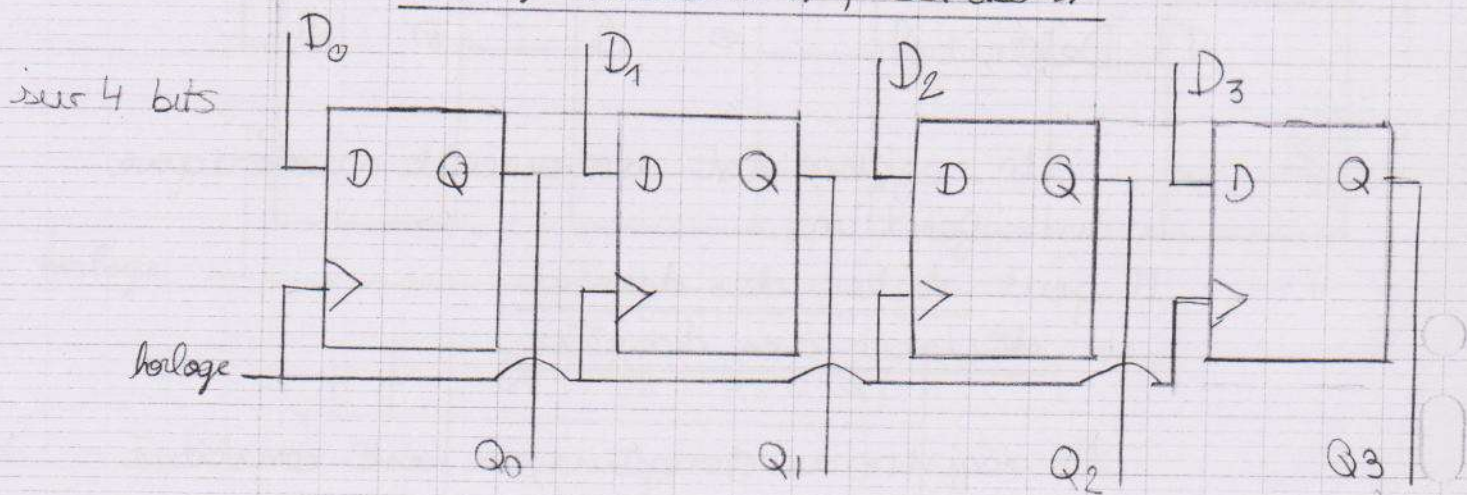 D₀ D₁ D₂ D₃
sur 4 bits
D Q D Q D Q D Q
horloge
Q0 Q1 Q2 Q3